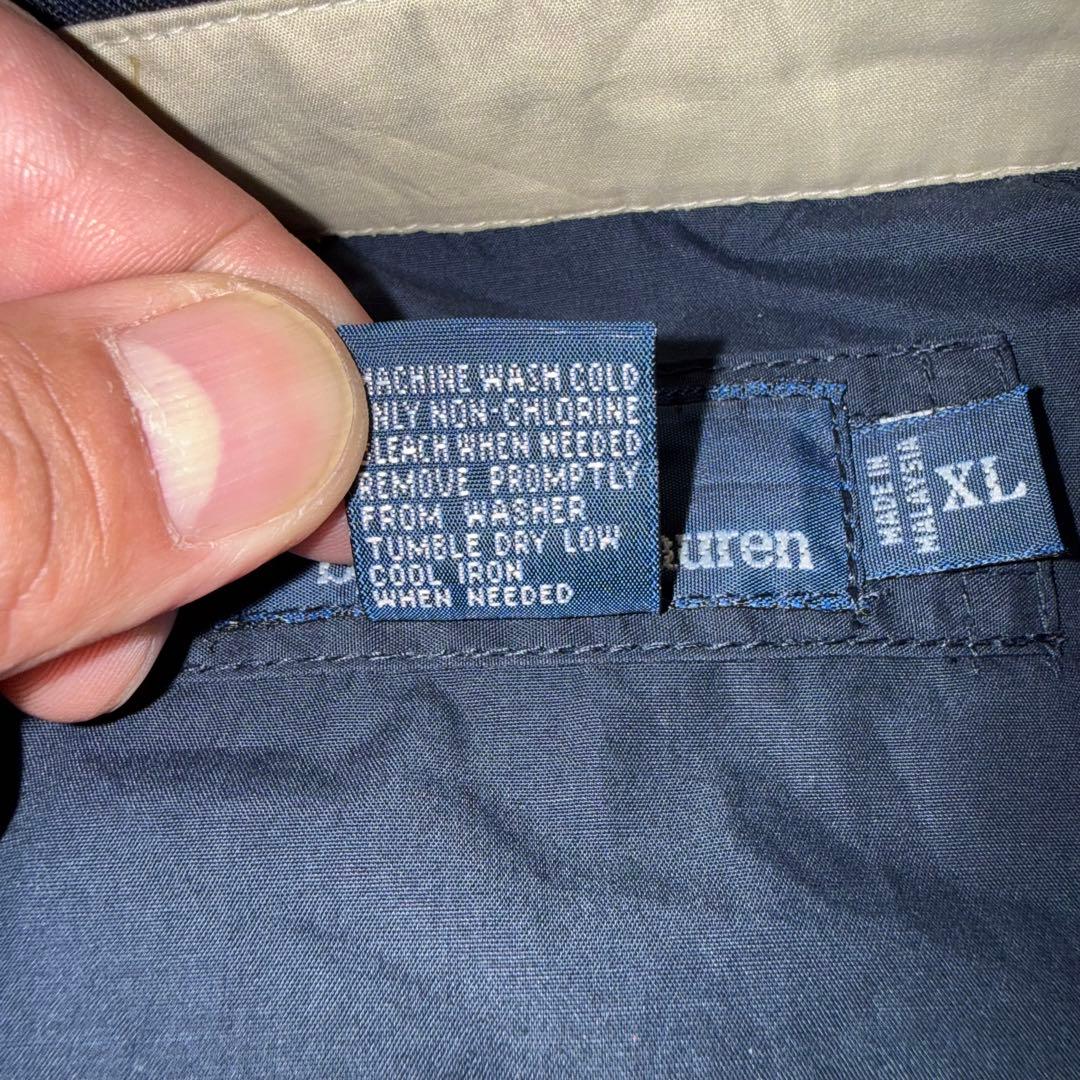 MACHINE WASH COLD
ONLY NON-CHLORINE
BLEACH WHEN NEEDED
REMOVE PROMPTLY
FROM WASHER
TUMBLE DRY LOW
COOL IRON
WHEN NEEDED
auren
MADE IN
MALAYSIA
XL